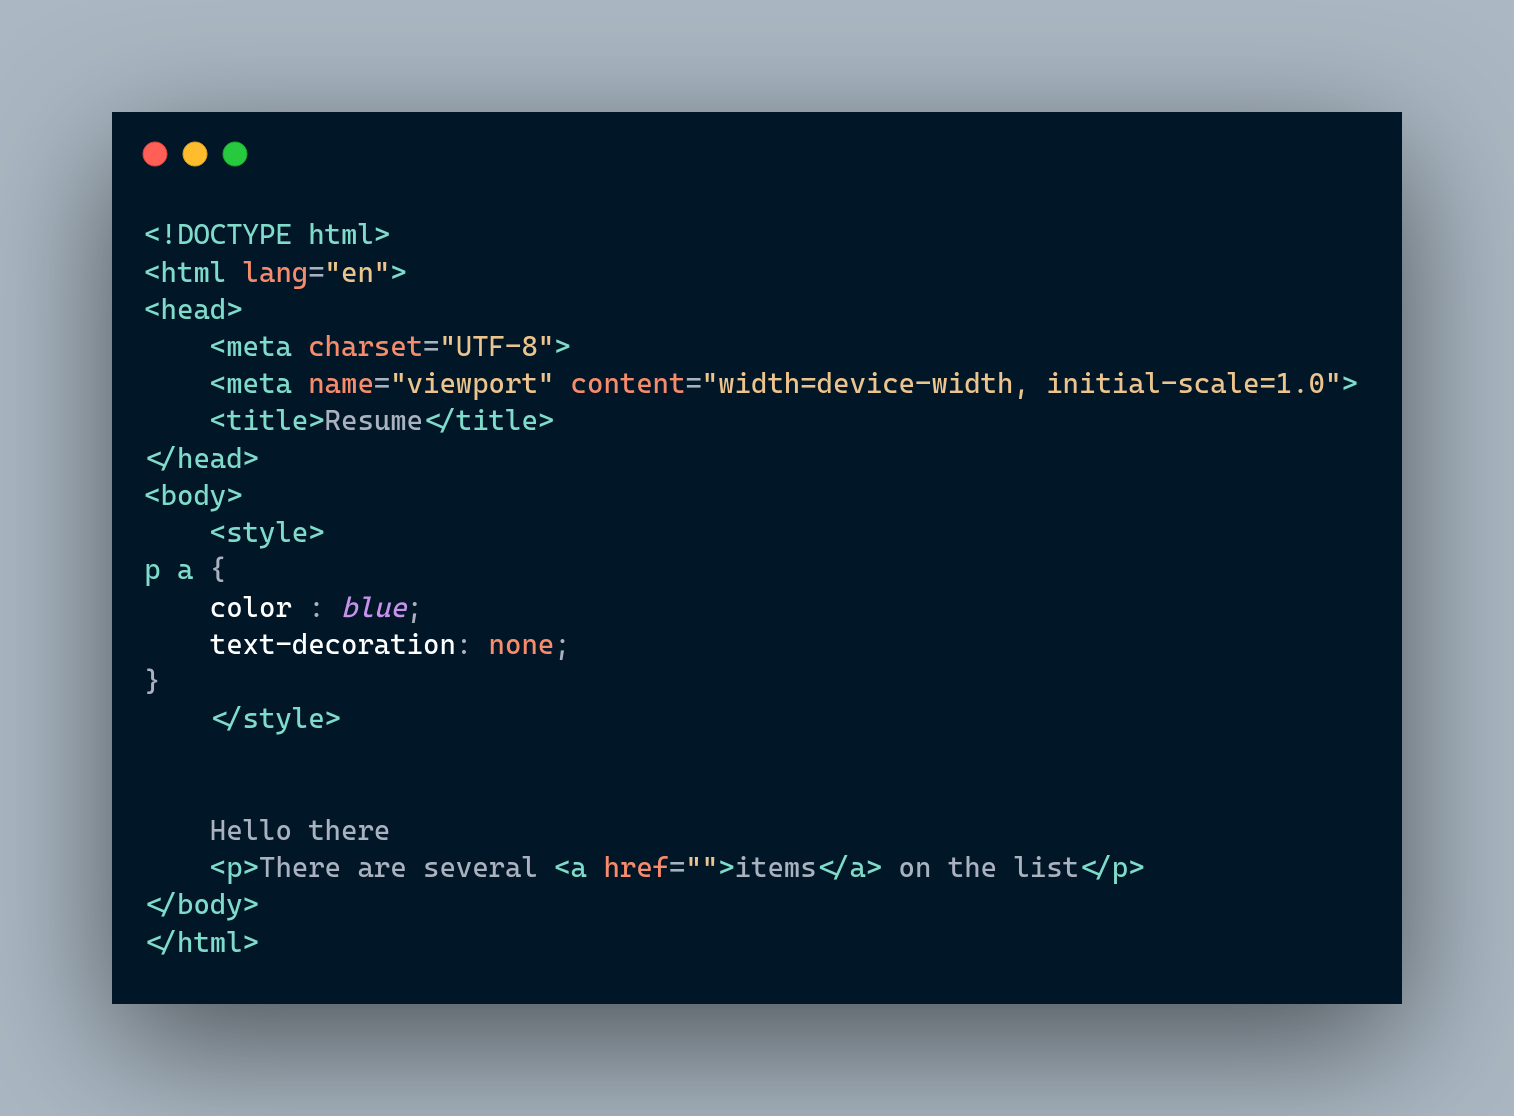 <!DOCTYPE html>
<html lang="en">
<head>
    <meta charset="UTF-8">
    <meta name="viewport" content="width=device-width, initial-scale=1.0">
    <title>Resume</title>
</head>
<body>
    <style>
p a {
    color : blue;
    text-decoration: none;
}
    </style>


    Hello there
    <p>There are several <a href="">items</a> on the list</p>
</body>
</html>